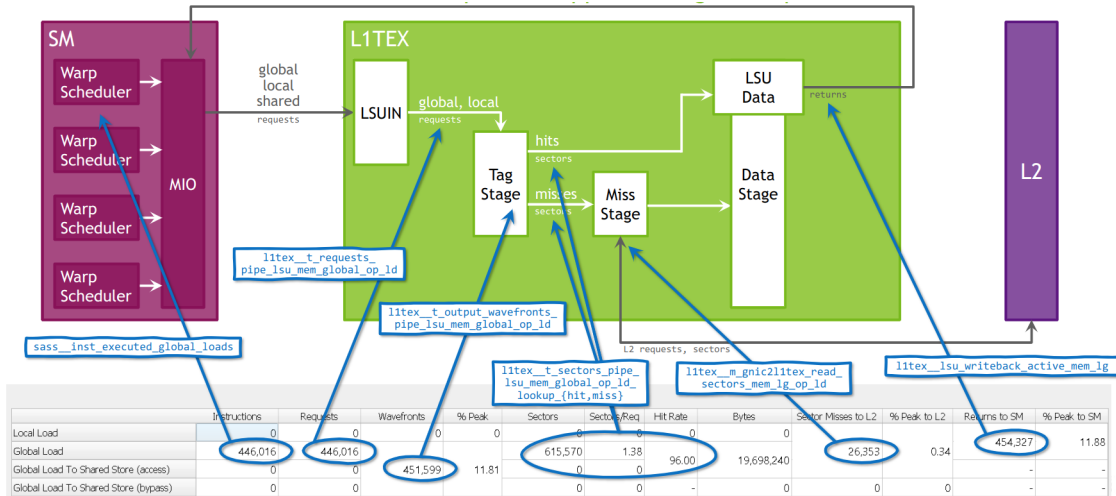 SM
L1TEX
Warp
Scheduler
Warp
Scheduler
Warp
Scheduler
Warp
Scheduler
MIO
global
local
shared
requests
LSUIN
global, local
requests
Tag
Stage
hits
sectors
misses
sectors
Miss
Stage
LSU
Data
returns
Data
Stage
L2
l1tex__t_requests_
pipe_lsu_mem_global_op_ld
l1tex__t_output_wavefronts_
pipe_lsu_mem_global_op_ld
sass__inst_executed_global_loads
L2 requests, sectors
l1tex__t_sectors_pipe_
lsu_mem_global_op_ld_
lookup_{hit,miss}
l1tex__m_gnic2l1tex_read_
sectors_mem_lg_op_ld
l1tex__lsu_writeback_active_mem_lg
Instructions Requests Wavefronts % Peak Sectors Sectors/Req Hit Rate Bytes Sector Misses to L2 % Peak to L2 Returns to SM % Peak to SM
Local Load 0 0 0 0 0 0 0 0 0
Global Load 446,016 446,016 451,599 11.81 615,570 1.38 96.00 19,698,240 26,353 0.34 454,327 11.88
Global Load To Shared Store (access) 0 0 0 0 - -
Global Load To Shared Store (bypass) 0 0 0 0 - 0 0 0 - -